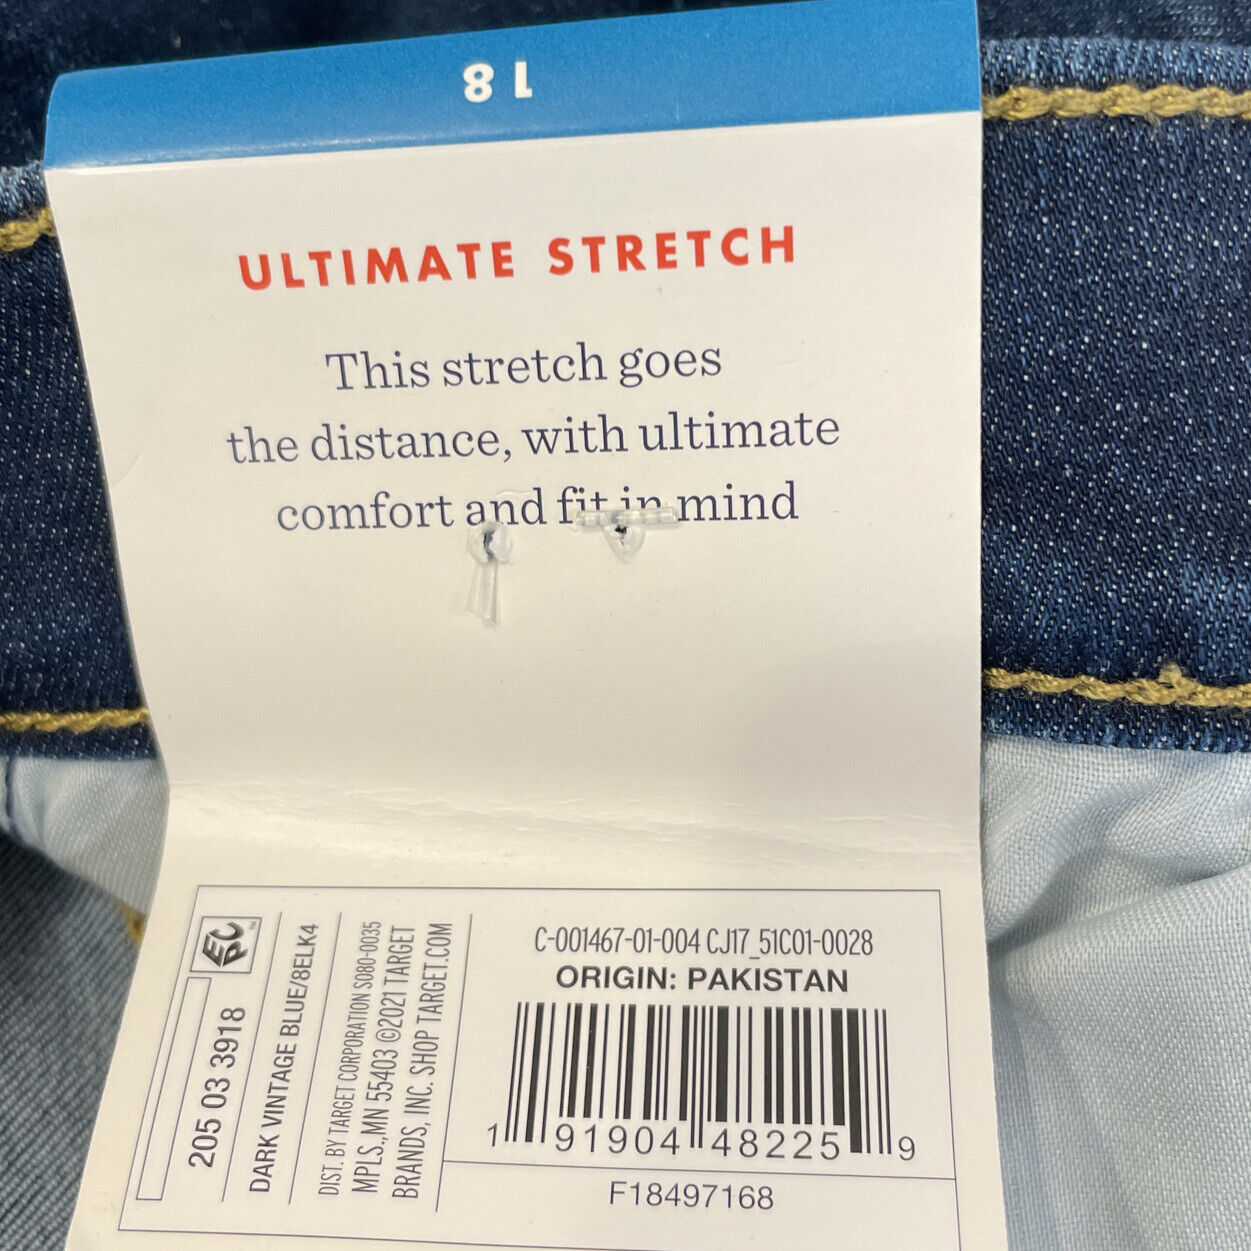 8 L
ULTIMATE STRETCH
This stretch goes
the distance, with ultimate
comfort and fit in mind
EPC™
205 03 3918
DARK VINTAGE BLUE/8ELK4
DIST. BY TARGET CORPORATION S080-0035
MPLS.,MN 55403 ©2021 TARGET
BRANDS, INC. SHOP TARGET.COM
C-001467-01-004 CJ17_51C01-0028
ORIGIN: PAKISTAN
1 91904 48225 9
F18497168